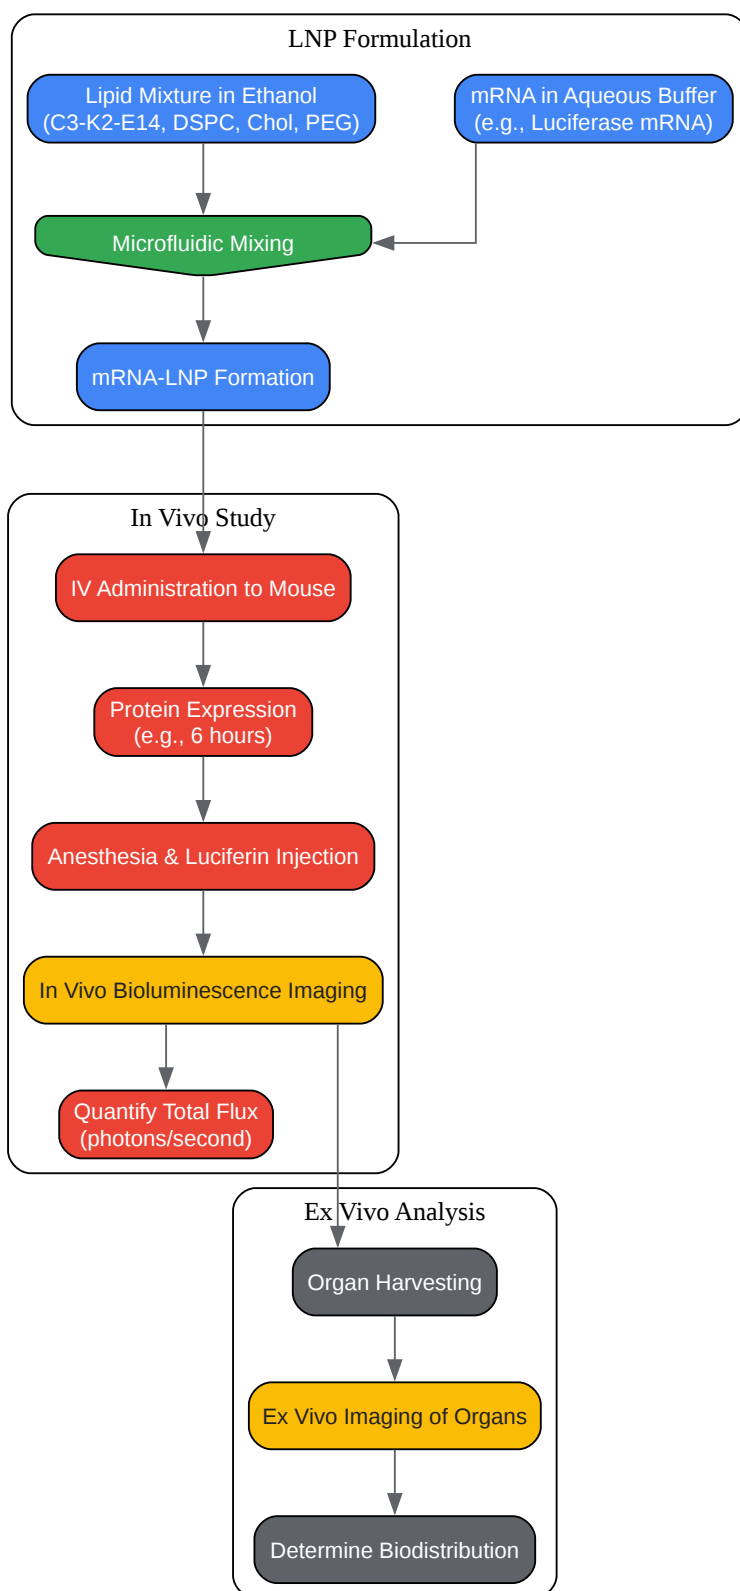 LNP Formulation
Lipid Mixture in Ethanol
(C3-K2-E14, DSPC, Chol, PEG)
mRNA in Aqueous Buffer
(e.g., Luciferase mRNA)
Microfluidic Mixing
mRNA-LNP Formation
In Vivo Study
IV Administration to Mouse
Protein Expression
(e.g., 6 hours)
Anesthesia & Luciferin Injection
In Vivo Bioluminescence Imaging
Quantify Total Flux
(photons/second)
Ex Vivo Analysis
Organ Harvesting
Ex Vivo Imaging of Organs
Determine Biodistribution